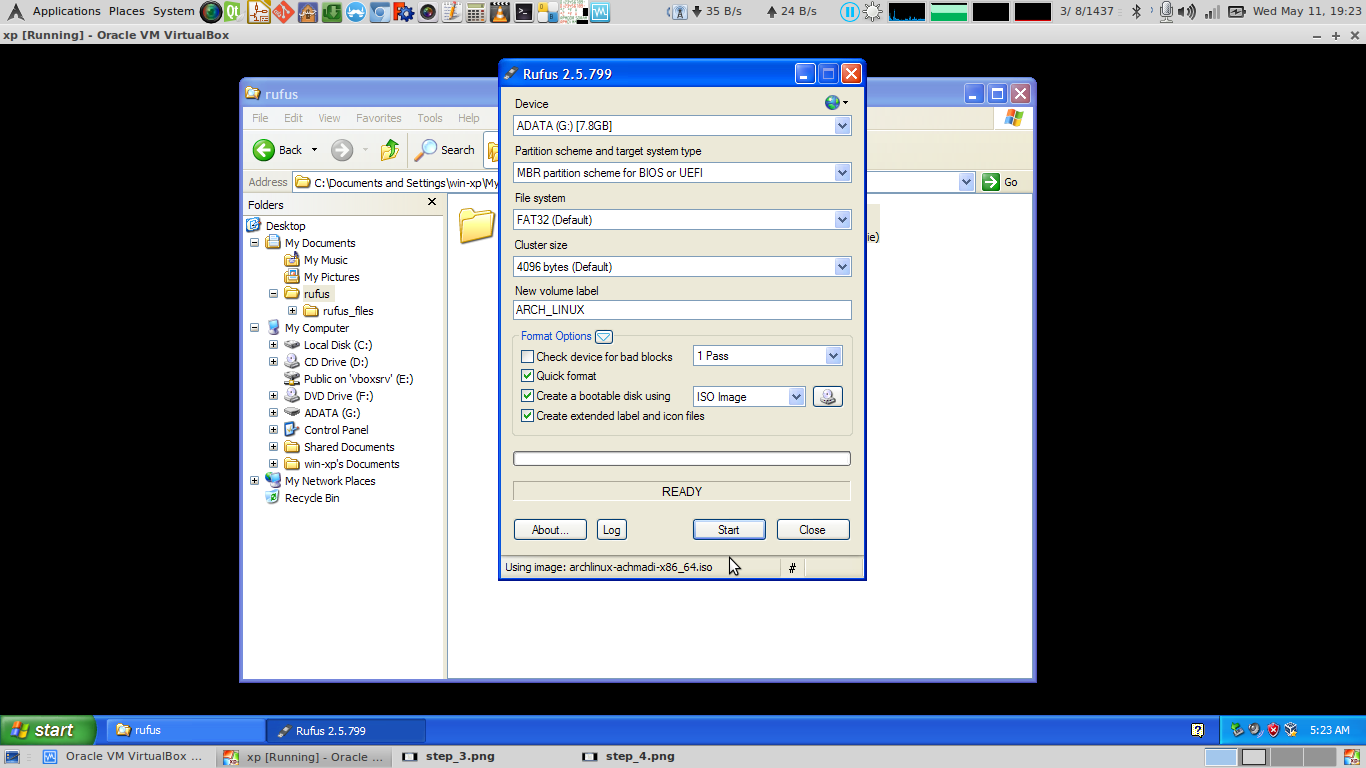 Applications Places System
35 B/s
24 B/s
3/ 8/1437
Wed May 11, 19:23
xp [Running] - Oracle VM VirtualBox
rufus
File Edit View Favorites Tools Help
Back
Search
Address C:\Documents and Settings\win-xp\My
Go
Folders
Desktop
My Documents
My Music
My Pictures
rufus
rufus_files
My Computer
Local Disk (C:)
CD Drive (D:)
Public on 'vboxsrv' (E:)
DVD Drive (F:)
ADATA (G:)
Control Panel
Shared Documents
win-xp's Documents
My Network Places
Recycle Bin
ie)
Rufus 2.5.799
Device
ADATA (G:) [7.8GB]
Partition scheme and target system type
MBR partition scheme for BIOS or UEFI
File system
FAT32 (Default)
Cluster size
4096 bytes (Default)
New volume label
ARCH_LINUX
Format Options
Check device for bad blocks
1 Pass
Quick format
Create a bootable disk using
ISO Image
Create extended label and icon files
READY
About...
Log
Start
Close
Using image: archlinux-achmadi-x86_64.iso
#
start
rufus
Rufus 2.5.799
5:23 AM
Oracle VM VirtualBox ...
xp [Running] - Oracle ...
step_3.png
step_4.png